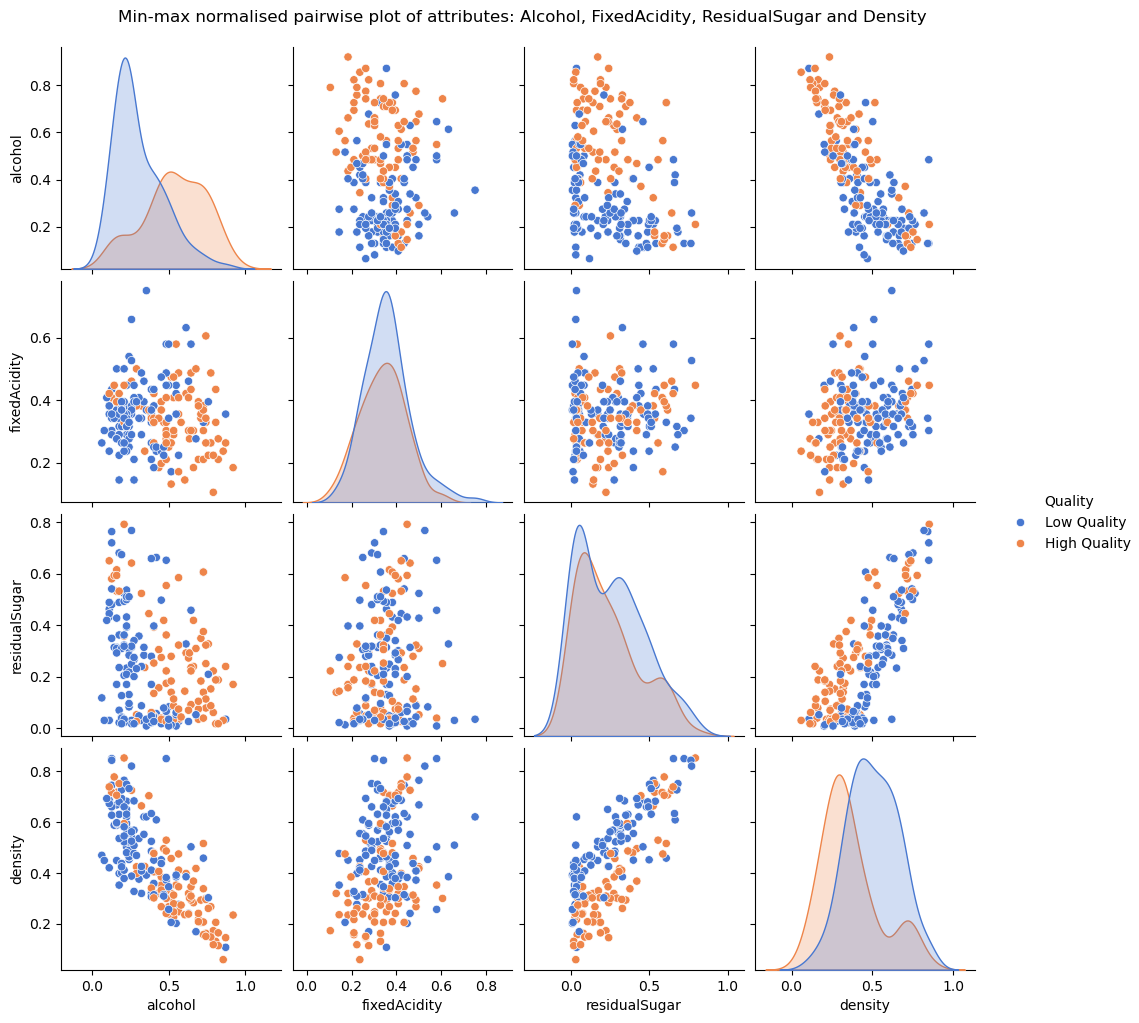 Min-max normalised pairwise plot of attributes: Alcohol, FixedAcidity, ResidualSugar and Density
0.8
0.6
0.4
0.2
alcohol
0.6
0.4
0.2
fixedAcidity
Quality
Low Quality
High Quality
0.8
0.6
0.4
0.2
0.0
residualSugar
0.8
0.6
0.4
0.2
density
0.0 0.5 1.0 0.0 0.2 0.4 0.6 0.8 0.0 0.5 1.0 0.0 0.5 1.0
alcohol fixedAcidity residualSugar density